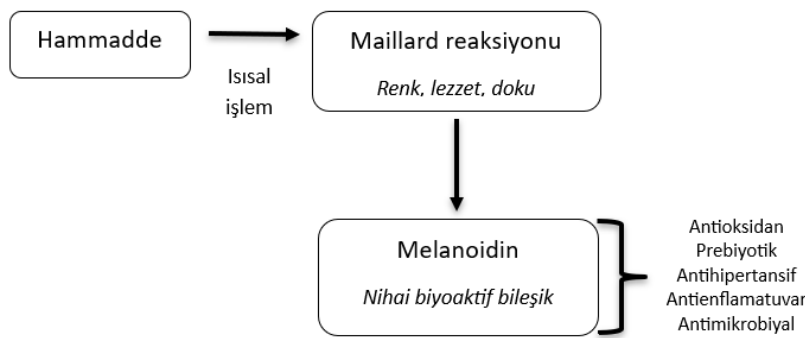 Hammadde
Isısal
işlem
Maillard reaksiyonu
Renk, lezzet, doku
Melanoidin
Nihai biyoaktif bileşik
Antioksidan
Prebiyotik
Antihipertansif
Antienflamatuvar
Antimikrobiyal